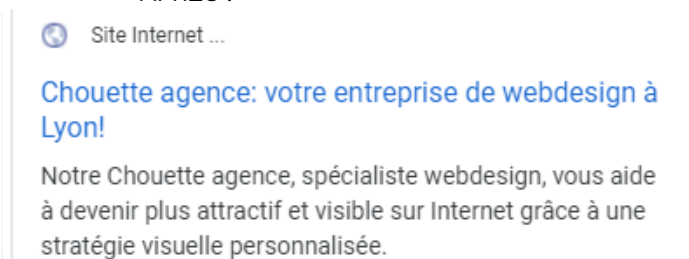 Site Internet ...
Chouette agence: votre entreprise de webdesign à
Lyon!
Notre Chouette agence, spécialiste webdesign, vous aide
à devenir plus attractif et visible sur Internet grâce à une
stratégie visuelle personnalisée.